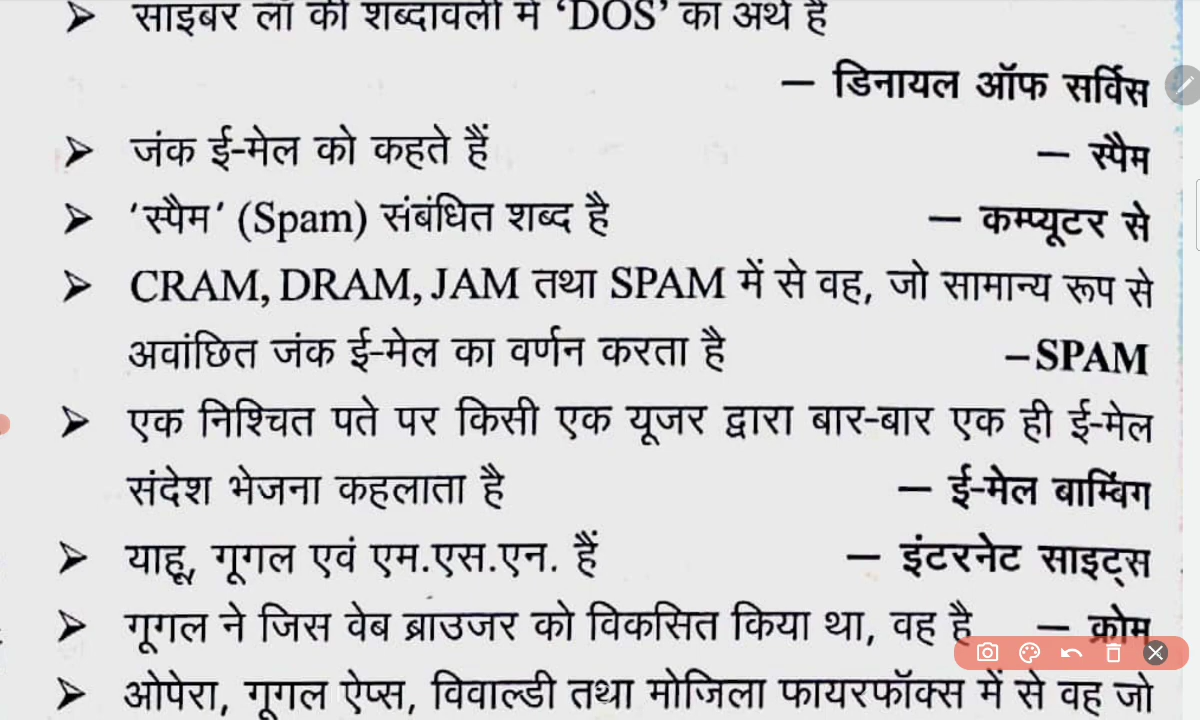 ➢ साइबर लॉ की शब्दावली में ‘DOS’ का अर्थ है
— डिनायल ऑफ सर्विस
➢ जंक ई-मेल को कहते हैं — स्पैम
➢ ‘स्पैम’ (Spam) संबंधित शब्द है — कम्प्यूटर से
➢ CRAM, DRAM, JAM तथा SPAM में से वह, जो सामान्य रूप से
अवांछित जंक ई-मेल का वर्णन करता है –SPAM
➢ एक निश्चित पते पर किसी एक यूजर द्वारा बार-बार एक ही ई-मेल
संदेश भेजना कहलाता है — ई-मेल बाम्बिंग
➢ याहू, गूगल एवं एम.एस.एन. हैं — इंटरनेट साइट्स
➢ गूगल ने जिस वेब ब्राउजर को विकसित किया था, वह है — क्रोम
➢ ओपेरा, गूगल ऐप्स, विवाल्डी तथा मोजिला फायरफॉक्स में से वह जो